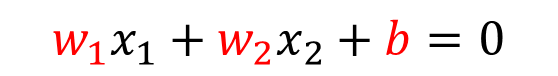 w₁x₁ + w₂x₂ + b = 0